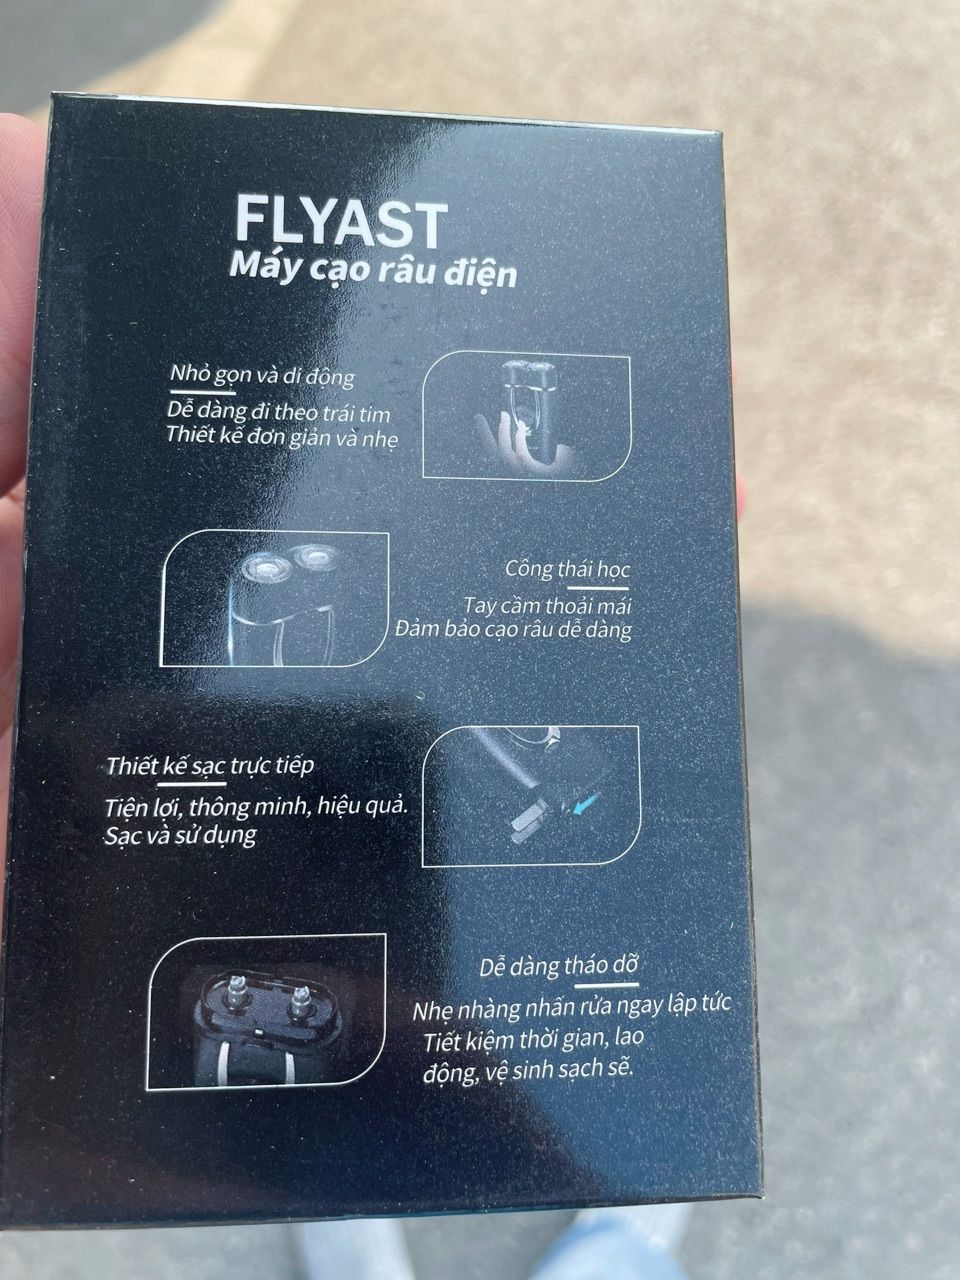 FLYAST
Máy cạo râu điện
Nhỏ gọn và di động
Dễ dàng đi theo trái tim
Thiết kế đơn giản và nhẹ
Công thái học
Tay cầm thoải mái
Đảm bảo cạo râu dễ dàng
Thiết kế sạc trực tiếp
Tiện lợi, thông minh, hiệu quả.
Sạc và sử dụng
Dễ dàng tháo dỡ
Nhẹ nhàng nhấn rửa ngay lập tức
Tiết kiệm thời gian, lao
động, vệ sinh sạch sẽ.